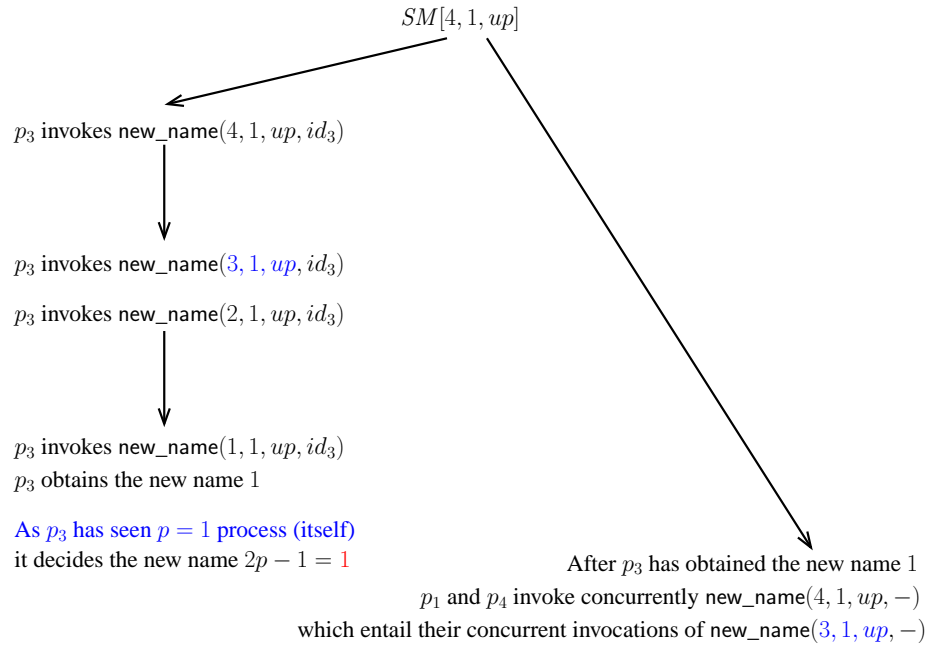 SM[4, 1, up]
p₃ invokes new_name(4, 1, up, id₃)
p₃ invokes new_name(3, 1, up, id₃)
p₃ invokes new_name(2, 1, up, id₃)
p₃ invokes new_name(1, 1, up, id₃)
p₃ obtains the new name 1
As p₃ has seen p = 1 process (itself)
it decides the new name 2p − 1 = 1
After p₃ has obtained the new name 1
p₁ and p₄ invoke concurrently new_name(4, 1, up, −)
which entail their concurrent invocations of new_name(3, 1, up, −)